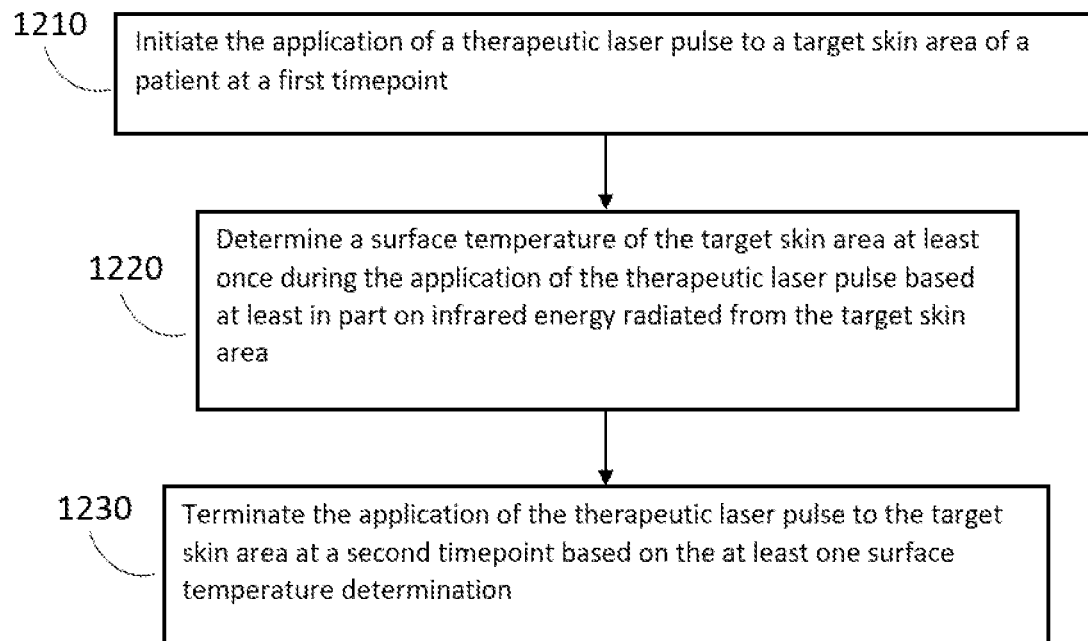 1210
Initiate the application of a therapeutic laser pulse to a target skin area of a
patient at a first timepoint
1220
Determine a surface temperature of the target skin area at least
once during the application of the therapeutic laser pulse based
at least in part on infrared energy radiated from the target skin
area
1230
Terminate the application of the therapeutic laser pulse to the target
skin area at a second timepoint based on the at least one surface
temperature determination